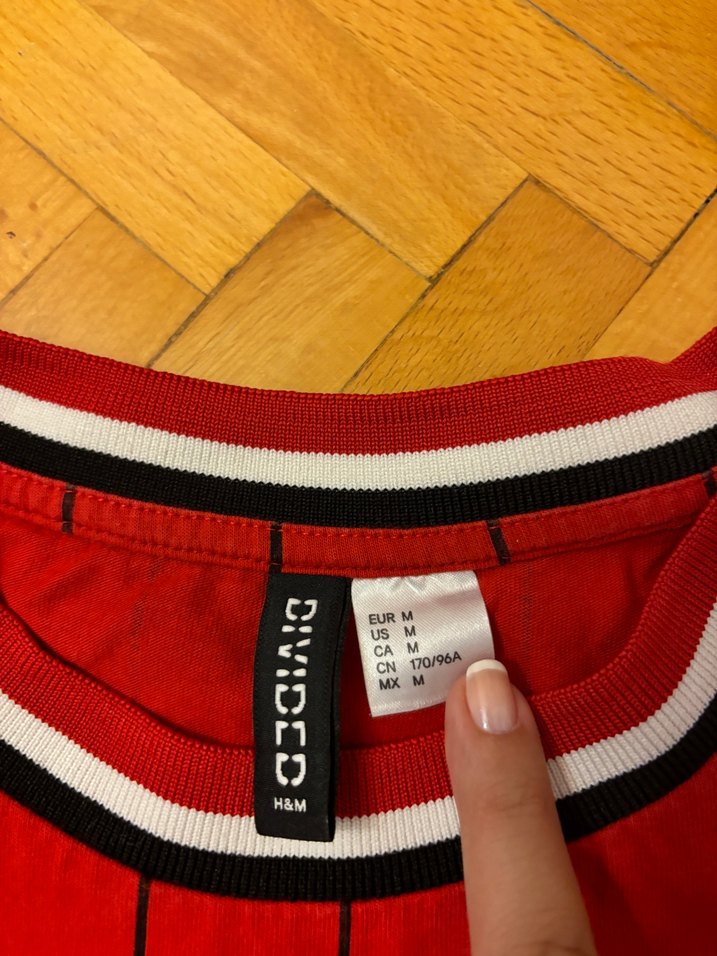 DIVIDED
H&M
EUR M
US M
CA M
CN 170/96A
MX M